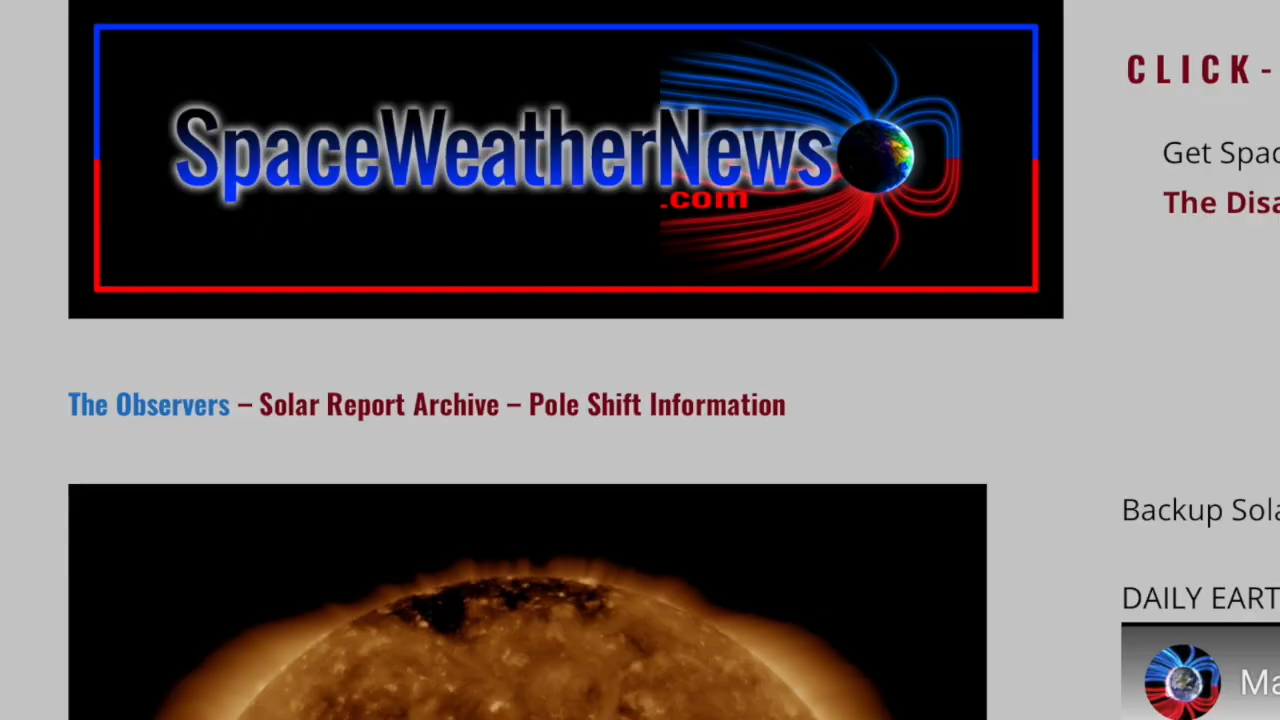 SpaceWeatherNews
.com
CLICK-
Get Spac
The Disa
The Observers – Solar Report Archive – Pole Shift Information
Backup Sola
DAILY EART
Ma